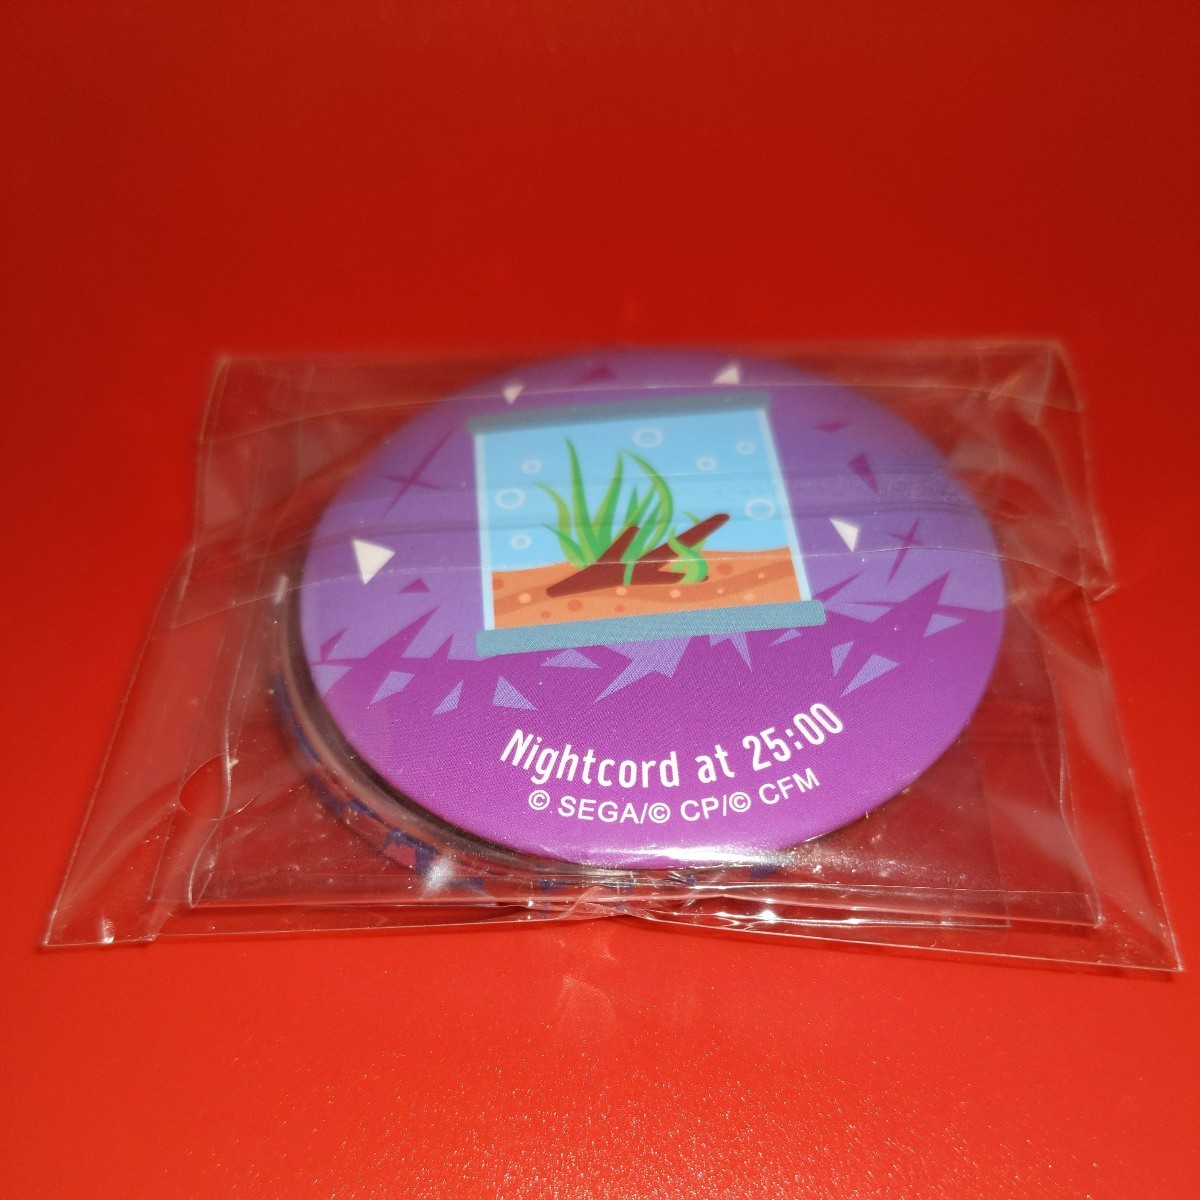 Nightcord at 25:00
© SEGA/© CP/© CFM